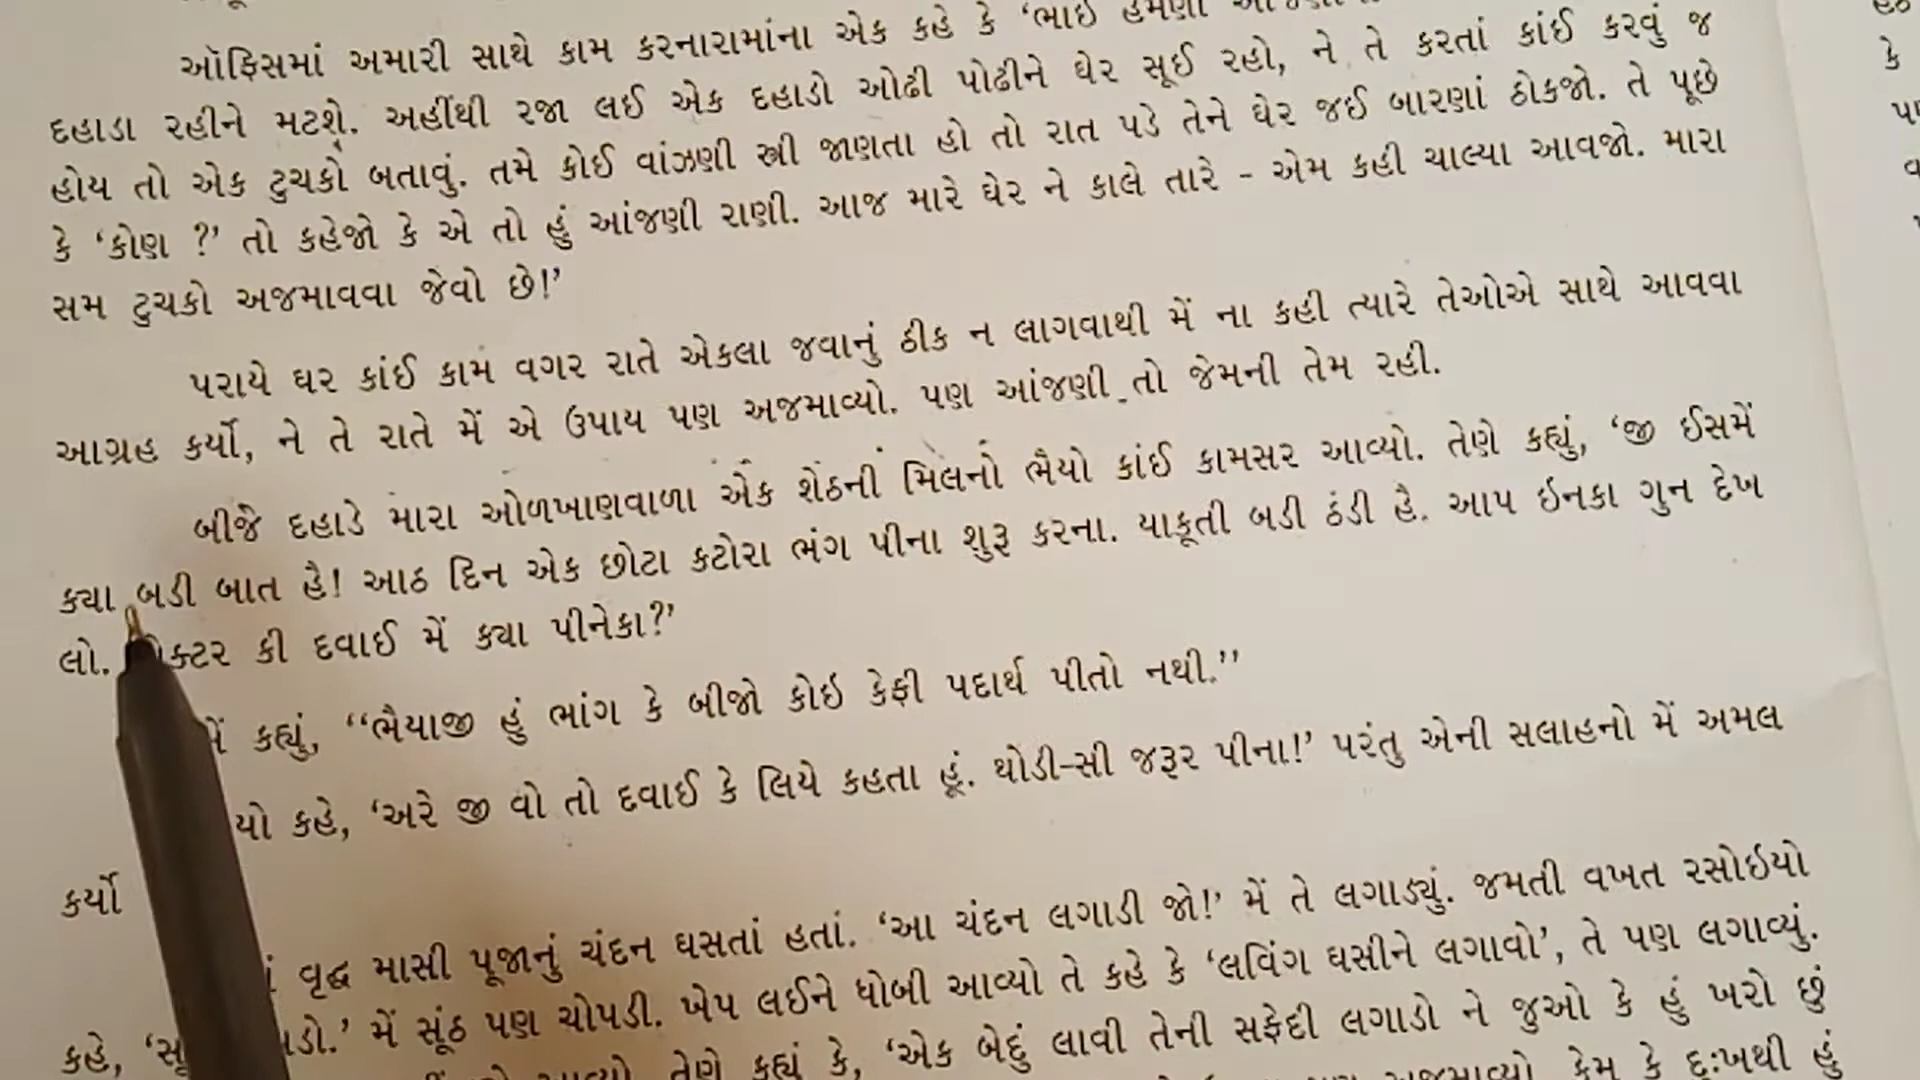 ઑફિસમાં અમારી સાથે કામ કરનારામાંના એક કહે કે ‘ભાઈ હમણાં
દહાડા રહીને મટશે. અહીંથી રજા લઈ એક દહાડો ઓઢી પોઢીને ઘેર સૂઈ રહો, ને તે કરતાં કાંઈ કરવું જ
હોય તો એક ટુચકો બતાવું. તમે કોઈ વાંઝણી સ્ત્રી જાણતા હો તો રાત પડે તેને ઘેર જઈ બારણાં ઠોકજો. તે પૂછે
કે ‘કોણ ?’ તો કહેજો કે એ તો હું આંજણી રાણી. આજ મારે ઘેર ને કાલે તારે - એમ કહી ચાલ્યા આવજો. મારા
સમ ટુચકો અજમાવવા જેવો છે!’
પરાયે ઘર કાંઈ કામ વગર રાતે એકલા જવાનું ઠીક ન લાગવાથી મેં ના કહી ત્યારે તેઓએ સાથે આવવા
આગ્રહ કર્યો, ને તે રાતે મેં એ ઉપાય પણ અજમાવ્યો. પણ આંજણી તો જેમની તેમ રહી.
બીજે દહાડે મારા ઓળખાણવાળા એક શેઠની મિલનો ભૈયો કાંઈ કામસર આવ્યો. તેણે કહ્યું, ‘જી ઈસમેં
ક્યા બડી બાત હૈ! આઠ દિન એક છોટા કટોરા ભંગ પીના શુરૂ કરના. યાકૂતી બડી ઠંડી હૈ. આપ ઇનકા ગુન દેખ
લો. ક્ટર કી દવાઈ મેં ક્યા પીનેકા?’
મેં કહ્યું, “ભૈયાજી હું ભાંગ કે બીજો કોઇ કેફી પદાર્થ પીતો નથી.”
યો કહે, ‘અરે જી વો તો દવાઈ કે લિયે કહતા હૂં. થોડી-સી જરૂર પીના!’ પરંતુ એની સલાહનો મેં અમલ
કર્યો
વૃદ્ધ માસી પૂજાનું ચંદન ઘસતાં હતાં. ‘આ ચંદન લગાડી જો!’ મેં તે લગાડ્યું. જમતી વખત રસોઇયો
કહે, ‘સૂ ડો.’ મેં સૂંઠ પણ ચોપડી. ખેપ લઈને ધોબી આવ્યો તે કહે કે ‘લવિંગ ઘસીને લગાવો’, તે પણ લગાવ્યું.
આવ્યો. તેણે કહ્યું કે, ‘એક બેદું લાવી તેની સફેદી લગાડો ને જુઓ કે હું ખરો છું
અજમાવ્યો. કેમ કે દુઃખથી હું